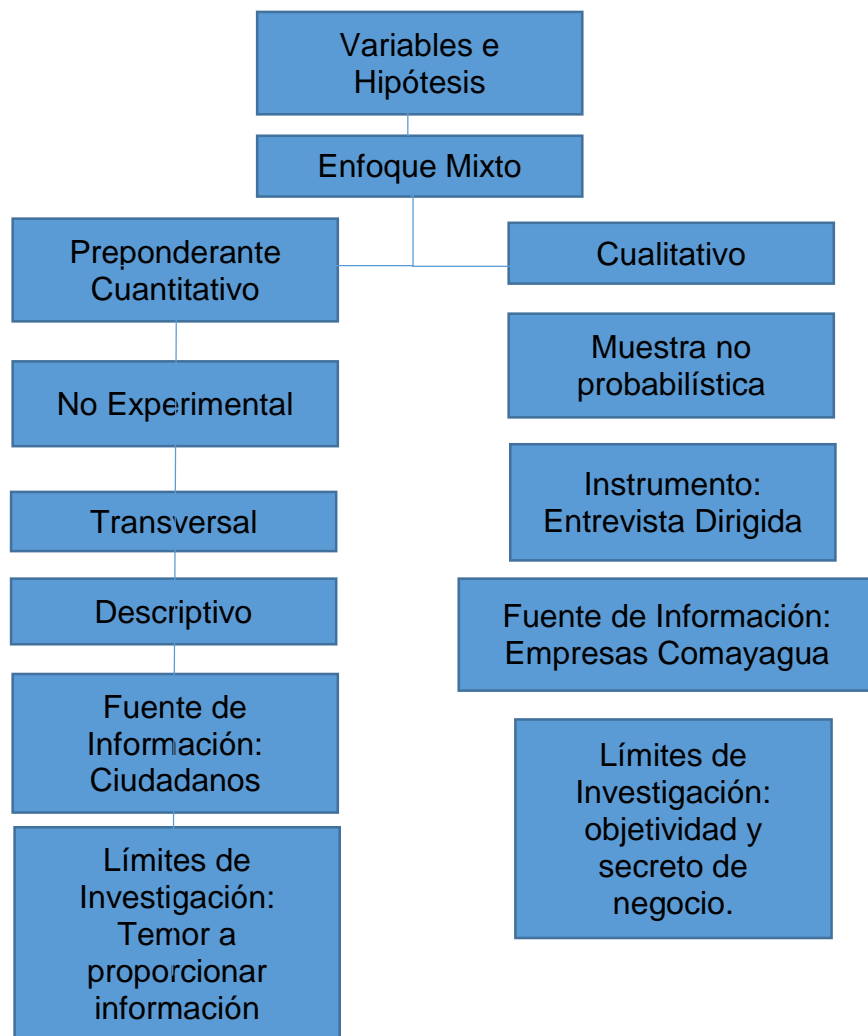 Variables e
Hipótesis
Enfoque Mixto
Preponderante
Cuantitativo
No Experimental
Transversal
Descriptivo
Fuente de
Información:
Ciudadanos
Límites de
Investigación:
Temor a
proporcionar
información
Cualitativo
Muestra no
probabilística
Instrumento:
Entrevista Dirigida
Fuente de Información:
Empresas Comayagua
Límites de
Investigación:
objetividad y
secreto de
negocio.